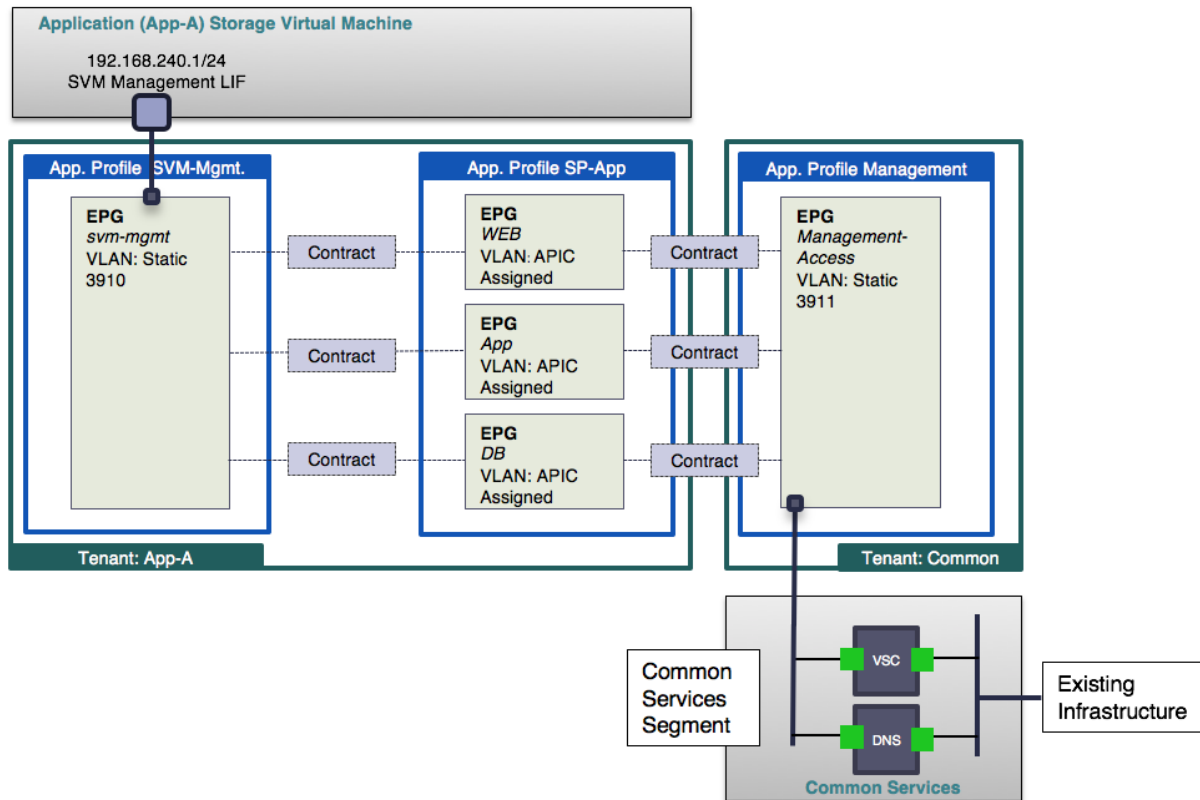 Application (App-A) Storage Virtual Machine
192.168.240.1/24
SVM Management LIF
App. Profile SVM-Mgmt.
EPG
svm-mgmt
VLAN: Static
3910
Contract
Contract
Contract
App. Profile SP-App
EPG
WEB
VLAN: APIC
Assigned
EPG
App
VLAN: APIC
Assigned
EPG
DB
VLAN: APIC
Assigned
Contract
Contract
Contract
App. Profile Management
EPG
Management-
Access
VLAN: Static
3911
Tenant: App-A
Tenant: Common
Common
Services
Segment
VSC
DNS
Common Services
Existing
Infrastructure